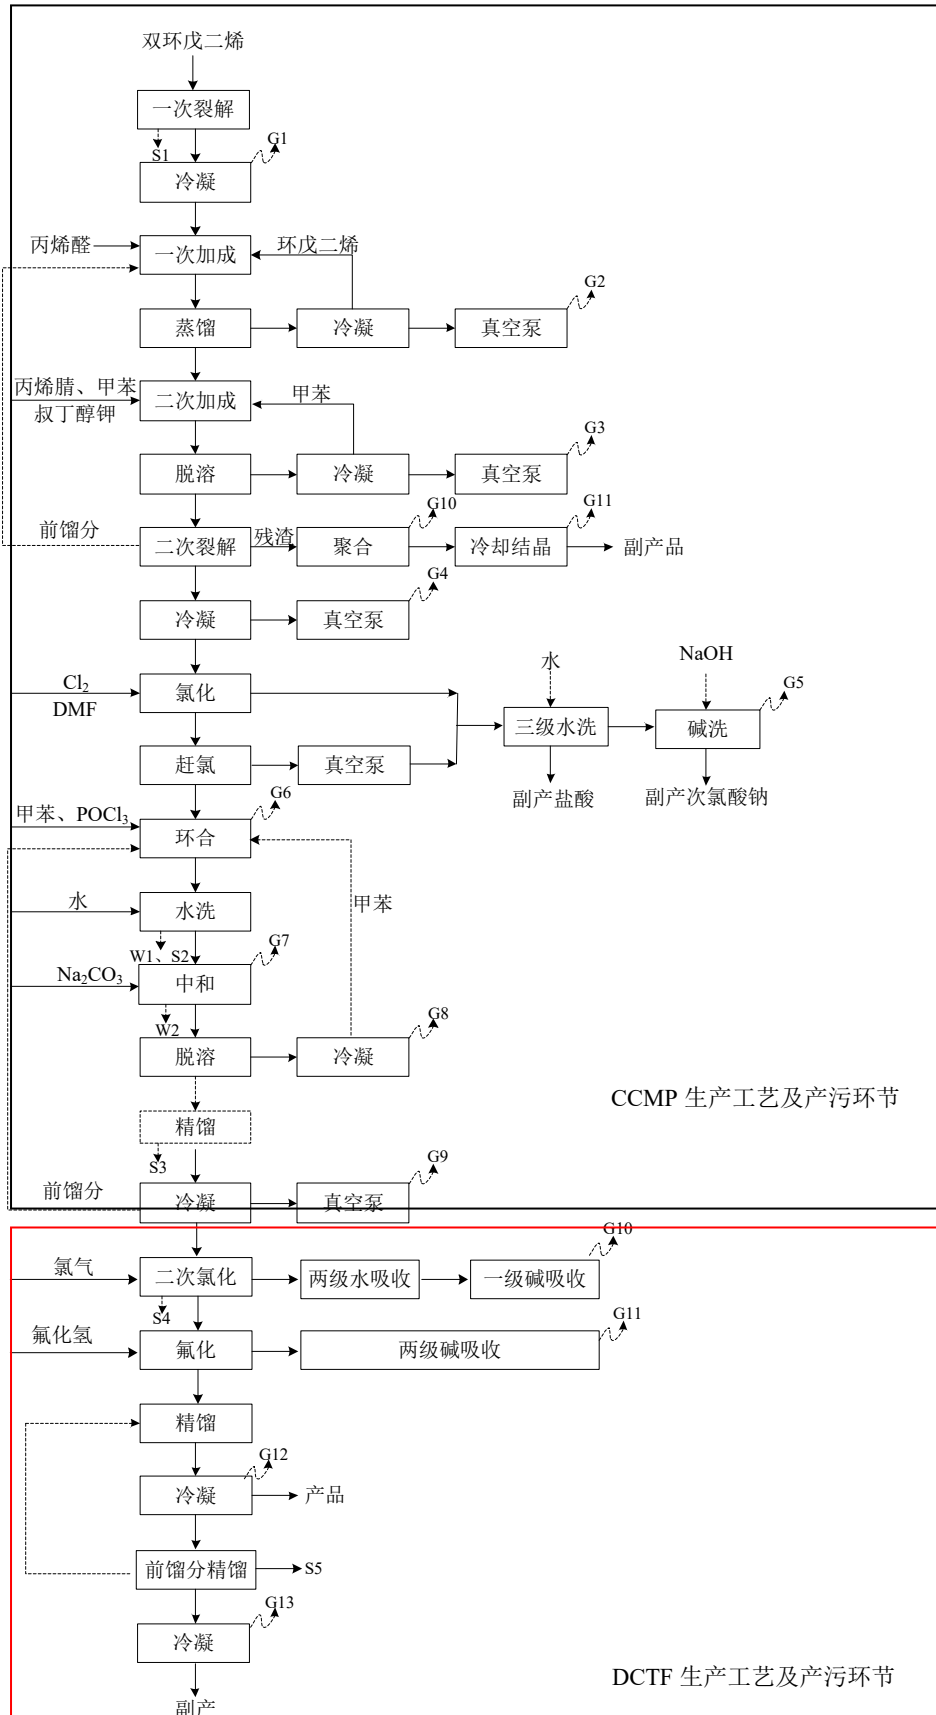 双环戊二烯
一次裂解
S1
G1
冷凝
丙烯醛
一次加成
环戊二烯
G2
蒸馏
冷凝
真空泵
丙烯腈、甲苯
叔丁醇钾
二次加成
甲苯
G3
脱溶
冷凝
真空泵
前馏分
二次裂解
残渣
G10
聚合
G11
冷却结晶
副产品
G4
冷凝
真空泵
Cl₂
DMF
氯化
水
NaOH
G5
三级水洗
碱洗
赶氯
真空泵
副产盐酸
副产次氯酸钠
G6
甲苯、POCl₃
环合
甲苯
水
水洗
W1、S2
G7
Na₂CO₃
中和
W2
G8
脱溶
冷凝
CCMP 生产工艺及产污环节
精馏
S3
G9
前馏分
冷凝
真空泵
G10
氯气
二次氯化
两级水吸收
一级碱吸收
S4
G11
氟化氢
氟化
两级碱吸收
精馏
G12
冷凝
产品
前馏分精馏
S5
G13
冷凝
DCTF 生产工艺及产污环节
副产